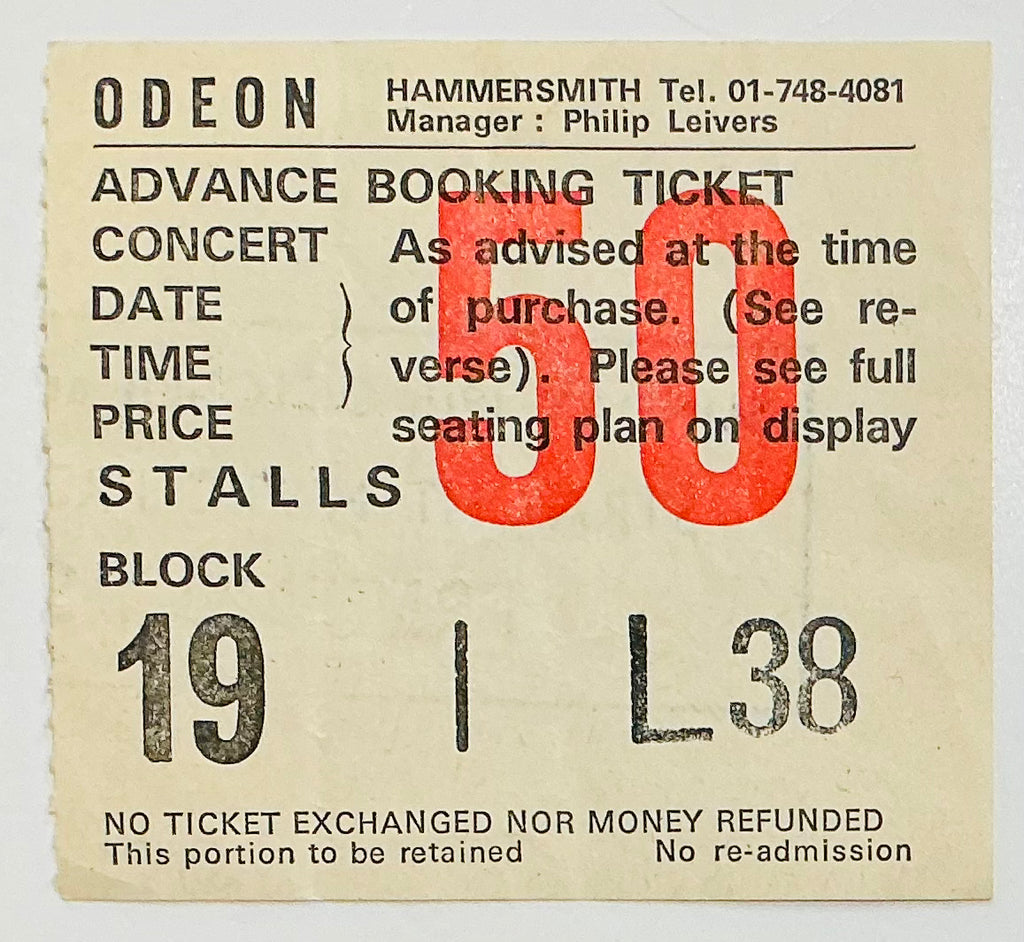 ODEON HAMMERSMITH Tel. 01-748-4081
Manager : Philip Leivers
ADVANCE BOOKING TICKET
50
CONCERT As advised at the time
DATE of purchase. (See re-
TIME verse). Please see full
PRICE seating plan on display
STALLS
BLOCK
19 | L 38
NO TICKET EXCHANGED NOR MONEY REFUNDED
This portion to be retained No re-admission